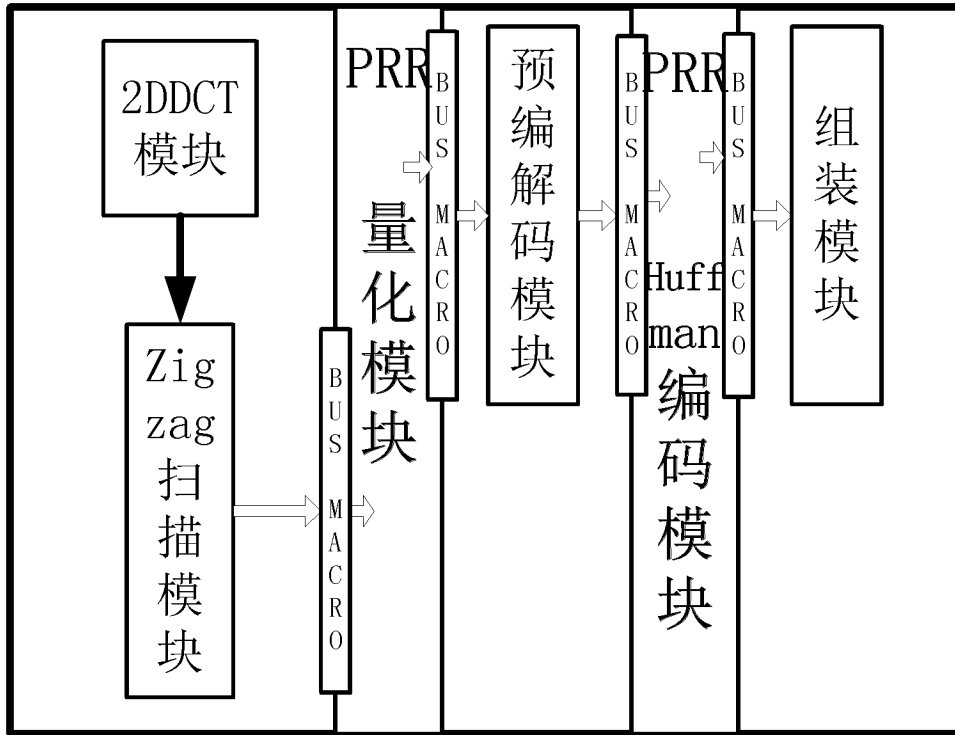 2DDCT
模块
Zig
zag
扫
描
模
块
BUS MACRO
PRR
量
化
模
块
BUS MACRO
预
编
解
码
模
块
BUS MACRO
PRR
Huff
man
编
码
模
块
BUS MACRO
组
装
模
块